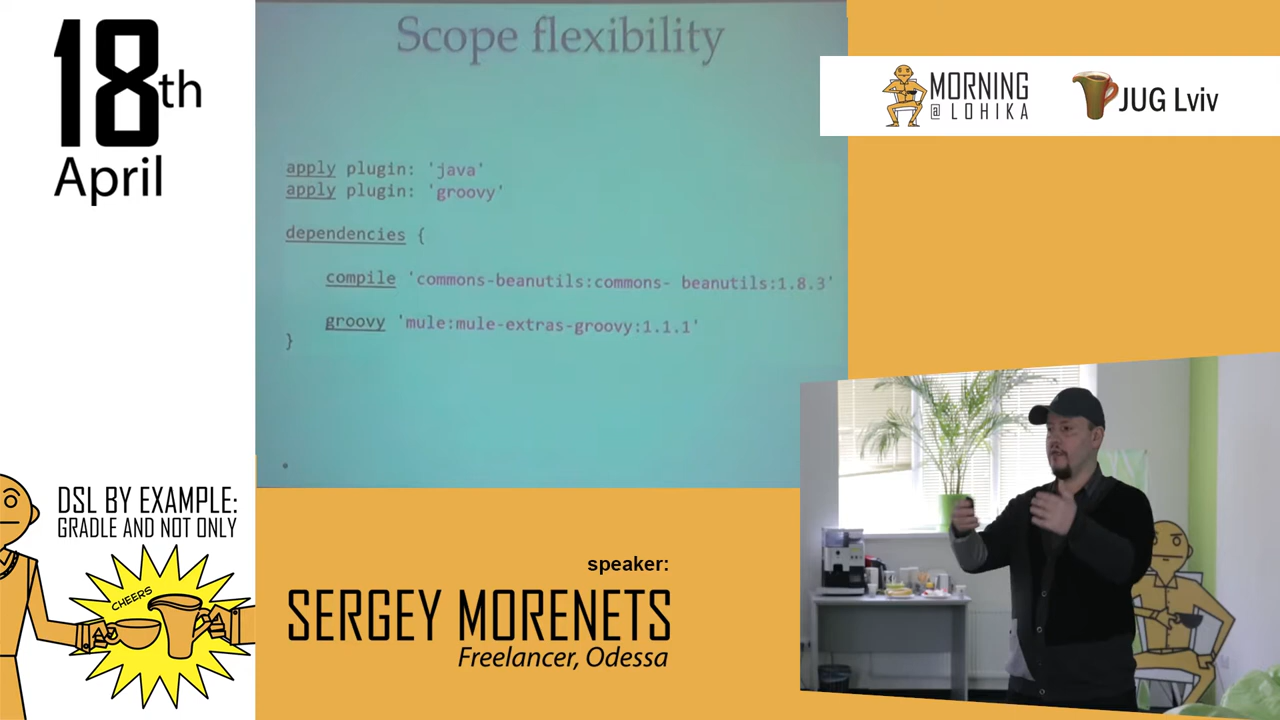 18th
April
Scope flexibility
apply plugin: 'java'
apply plugin: 'groovy'
dependencies {
compile 'commons-beanutils:commons- beanutils:1.8.3'
groovy 'mule:mule-extras-groovy:1.1.1'
}
MORNING
@ LOHIKA
JUG Lviv
DSL BY EXAMPLE:
GRADLE AND NOT ONLY
CHEERS
speaker:
SERGEY MORENETS
Freelancer, Odessa